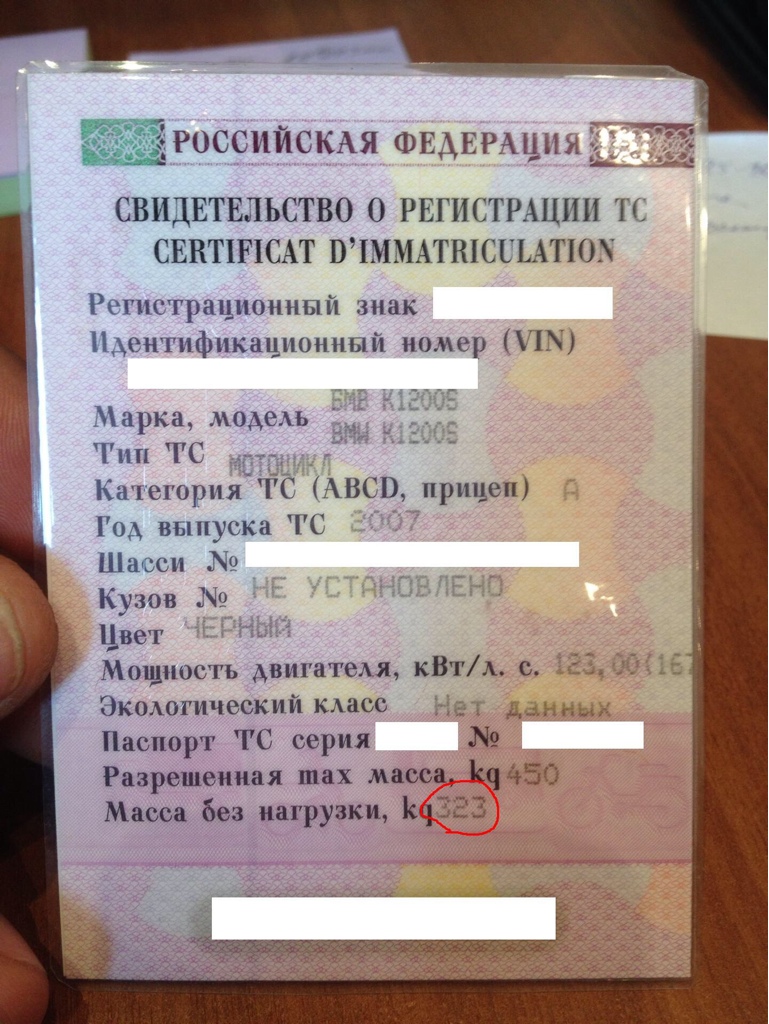 РОССИЙСКАЯ ФЕДЕРАЦИЯ
СВИДЕТЕЛЬСТВО О РЕГИСТРАЦИИ ТС
CERTIFICAT D'IMMATRICULATION
Регистрационный знак
Идентификационный номер (VIN)
БМВ K1200S
Марка, модель BMW K1200S
Тип ТС МОТОЦИКЛ
Категория ТС (ABCD, прицеп) A
Год выпуска ТС 2007
Шасси №
Кузов № НЕ УСТАНОВЛЕНО
Цвет ЧЕРНЫЙ
Мощность двигателя, кВт/л. с. 123,00(167
Экологический класс Нет данных
Паспорт ТС серия №
Разрешенная max масса, kg 450
Масса без нагрузки, kg 323